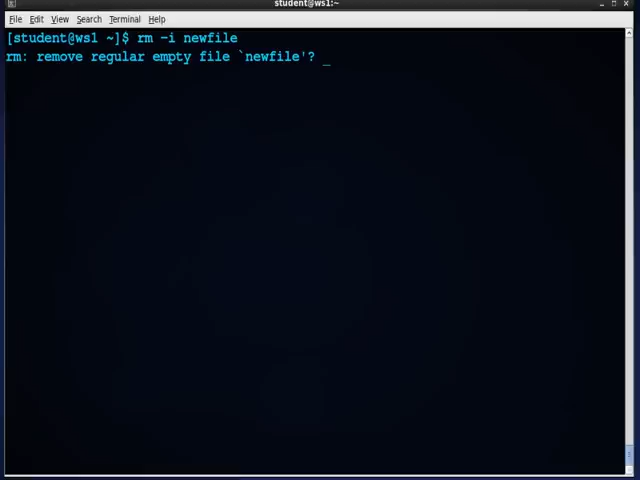 student@ws1:~
File Edit View Search Terminal Help
[student@ws1 ~]$ rm -i newfile
rm: remove regular empty file `newfile'? _